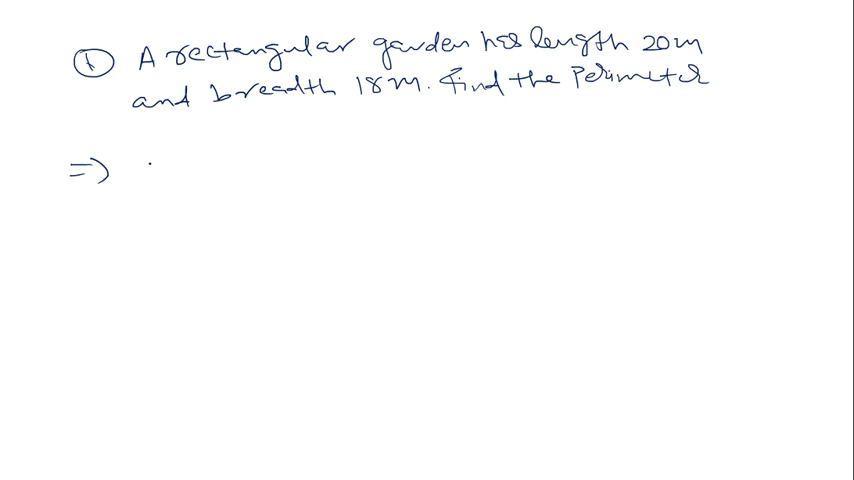 ① A rectangular garden has length 20m
and breadth 18m. Find the Perimeter
⇒